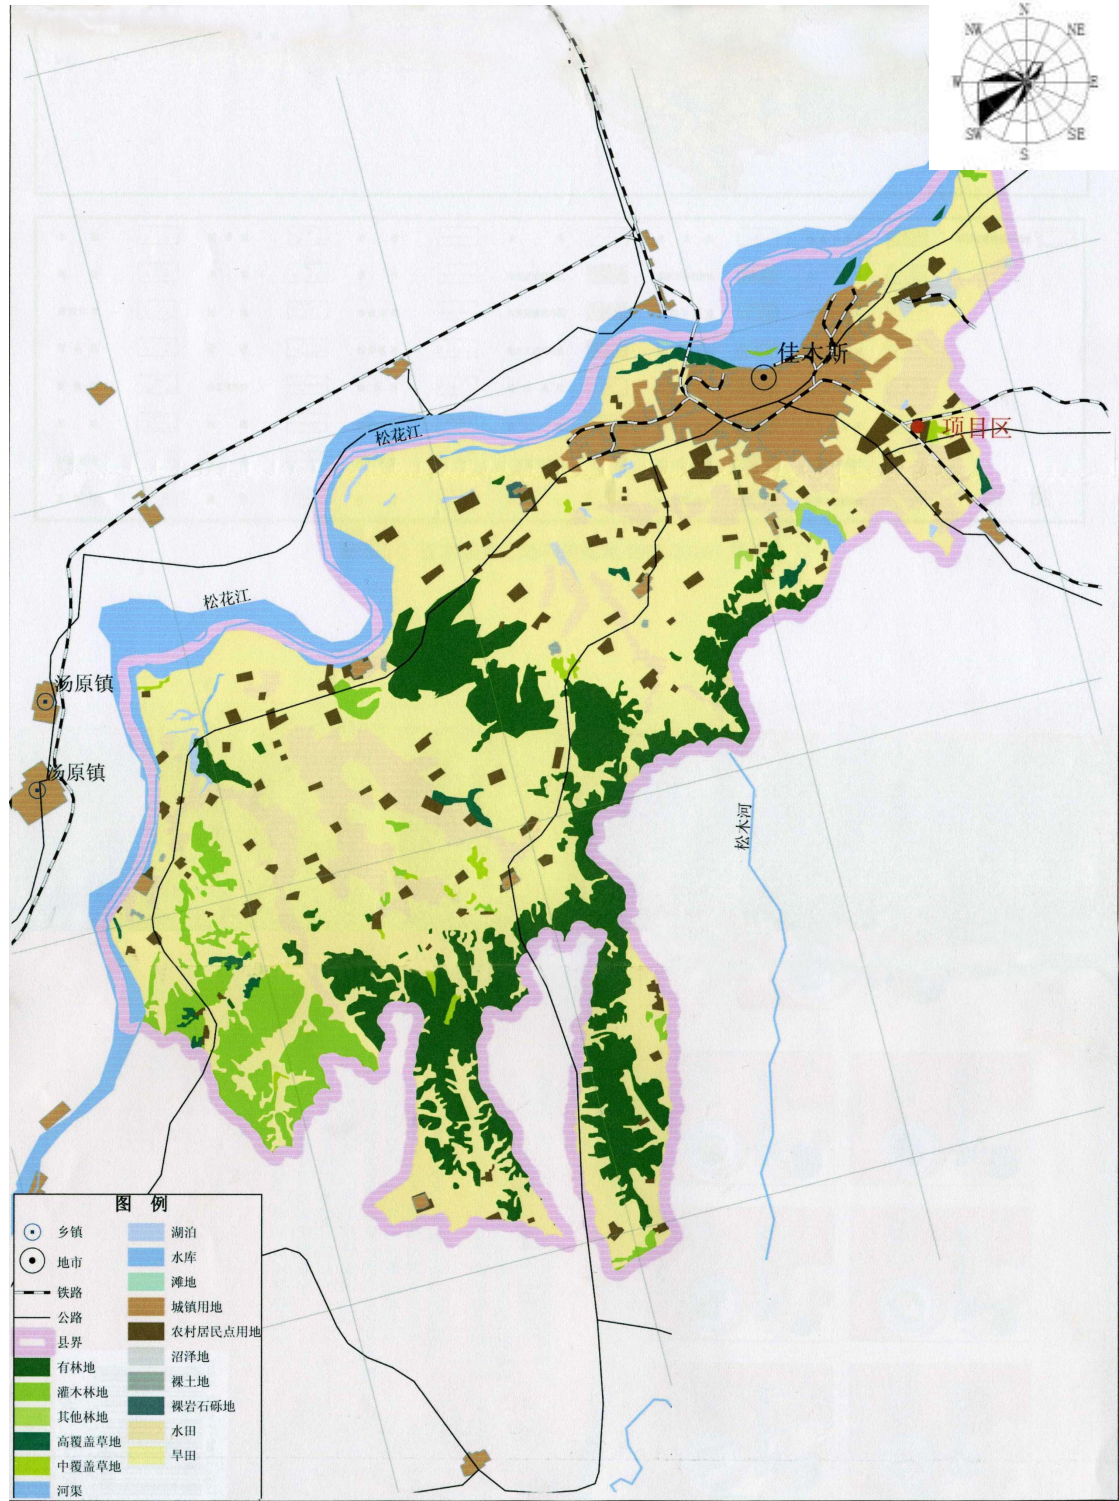 N
NW
NE
W
E
SW
SE
S
佳木斯
项目区
松花江
松花江
汤原镇
汤原镇
松木河
图 例
乡镇
地市
铁路
公路
县界
有林地
灌木林地
其他林地
高覆盖草地
中覆盖草地
河渠
湖泊
水库
滩地
城镇用地
农村居民点用地
沼泽地
裸土地
裸岩石砾地
水田
旱田